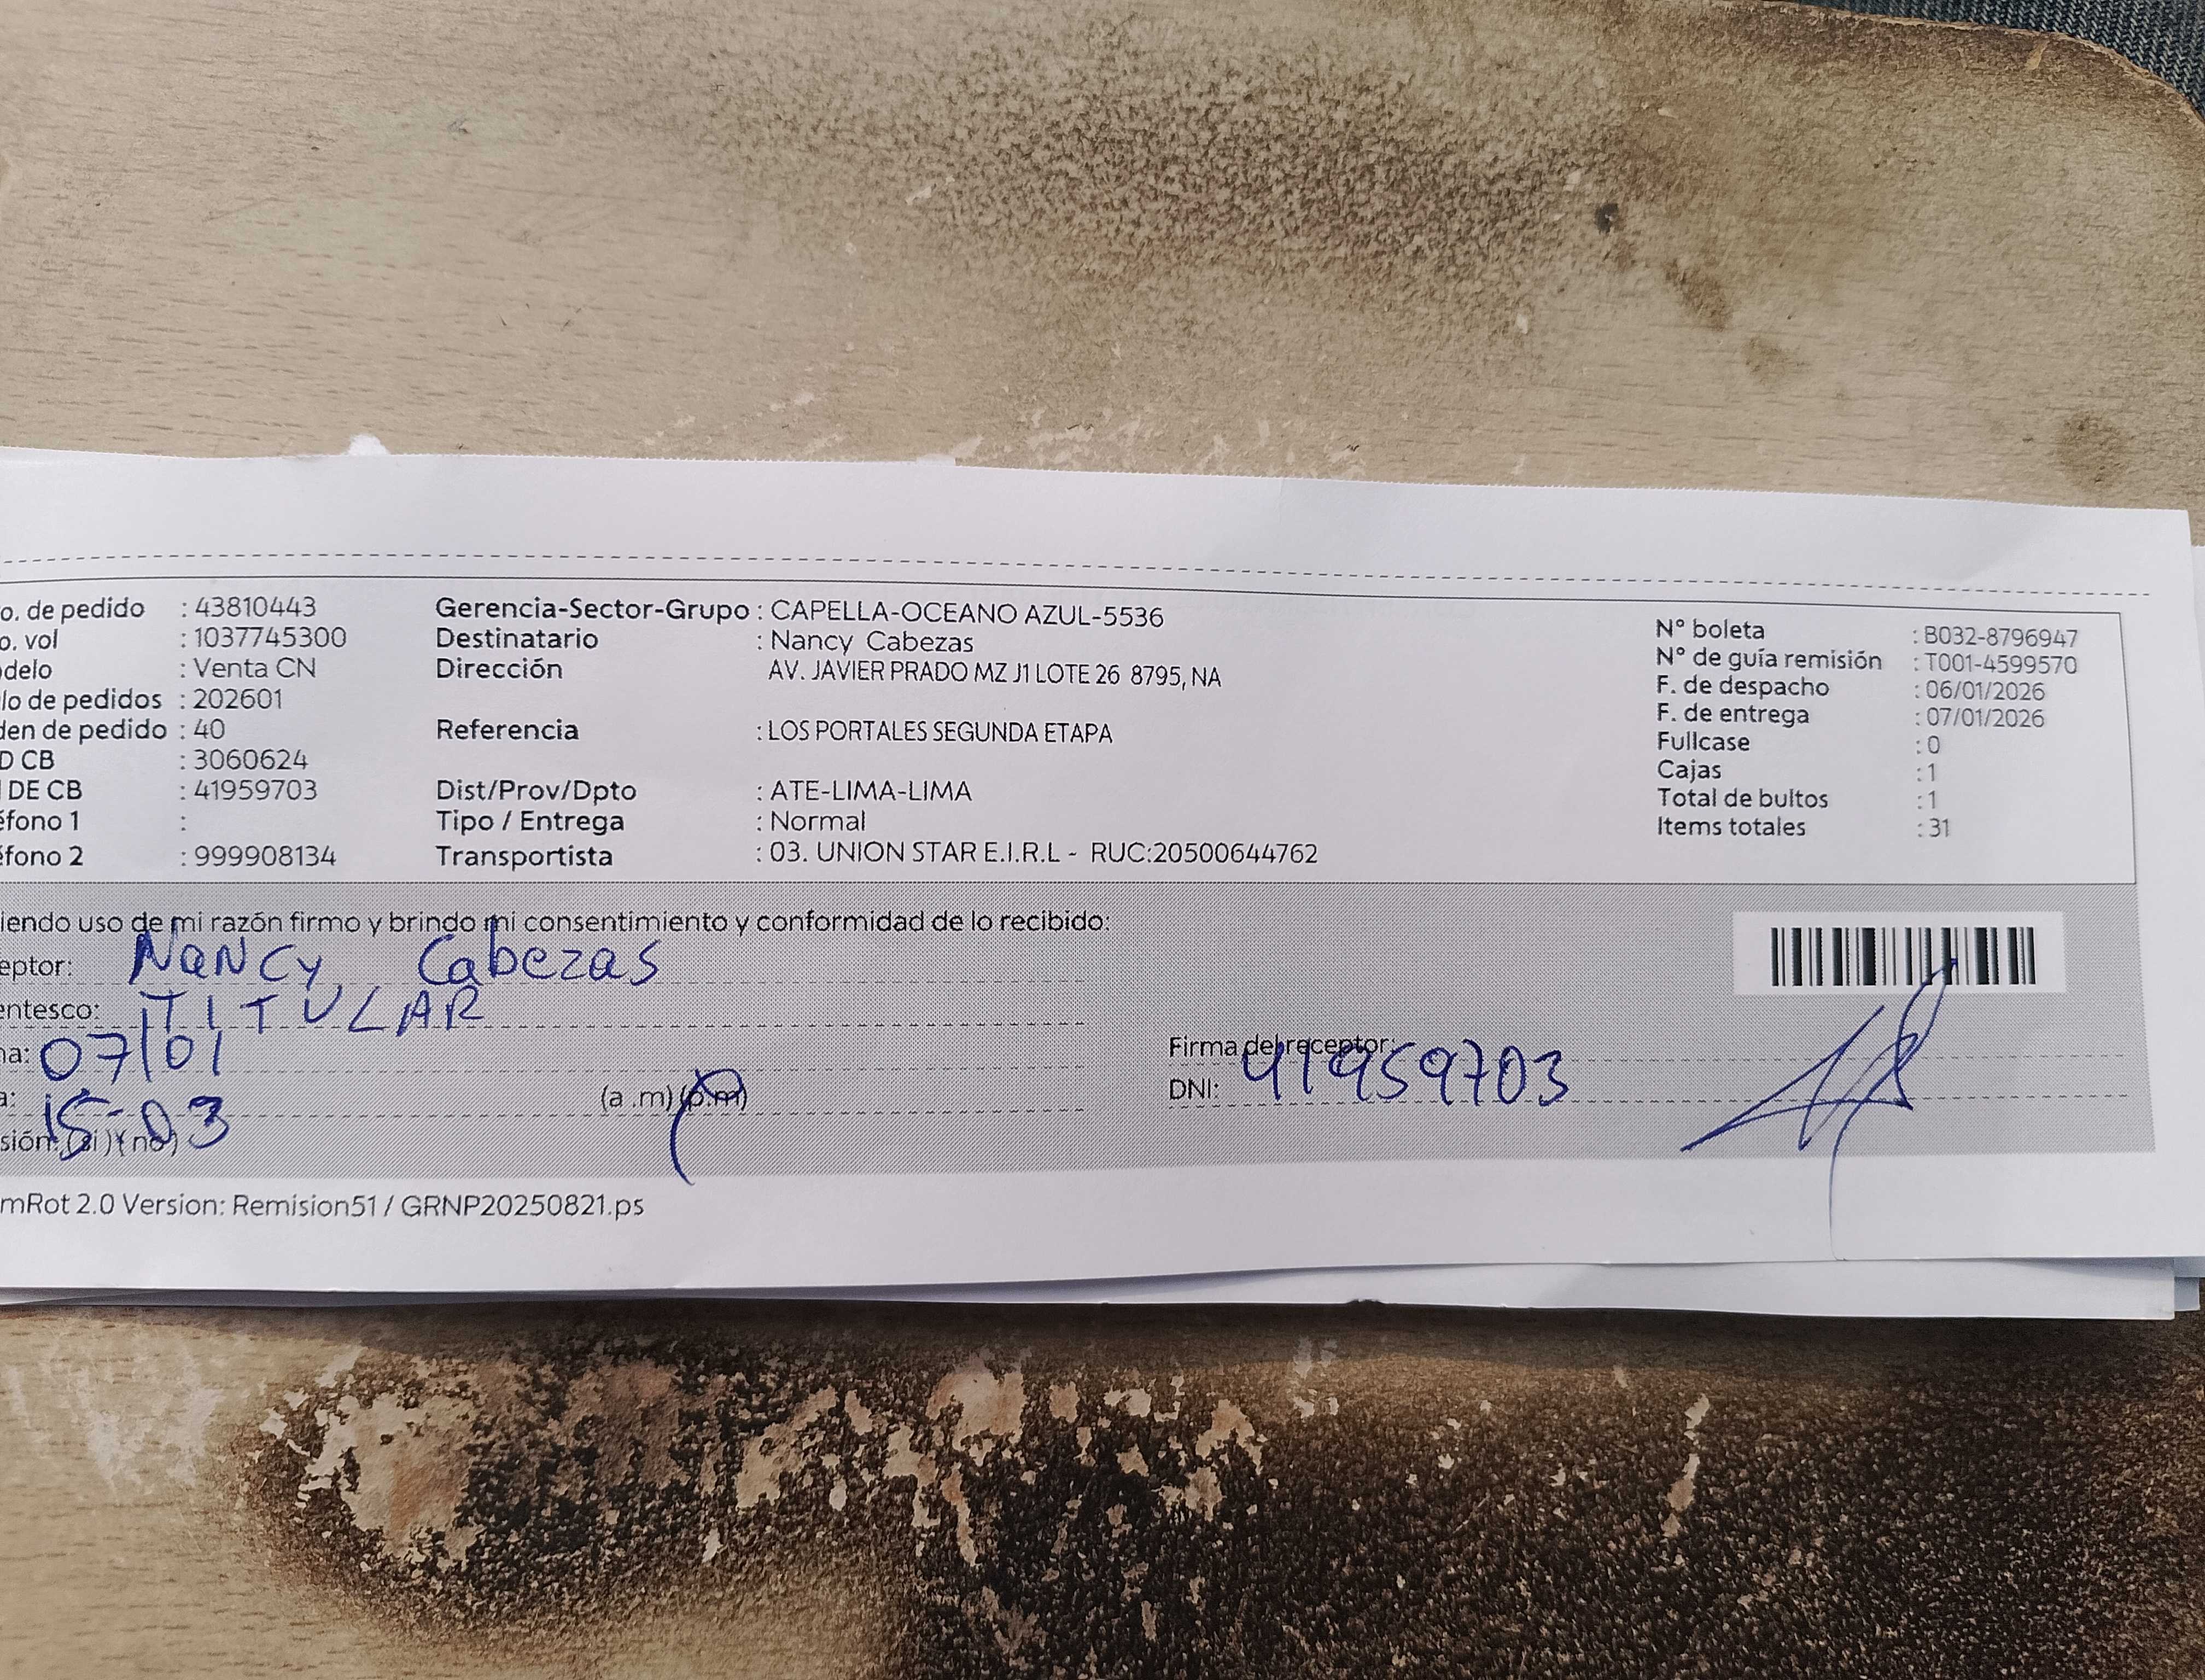 o. de pedido : 43810443 Gerencia-Sector-Grupo : CAPELLA-OCEANO AZUL-5536 N° boleta : B032-8796947
o. vol : 1037745300 Destinatario : Nancy Cabezas N° de guía remisión : T001-4599570
delo : Venta CN Dirección AV. JAVIER PRADO MZ J1 LOTE 26 8795, NA F. de despacho : 06/01/2026
lo de pedidos : 202601 F. de entrega : 07/01/2026
den de pedido : 40 Referencia : LOS PORTALES SEGUNDA ETAPA Fullcase : 0
D CB : 3060624 Cajas : 1
DE CB : 41959703 Dist/Prov/Dpto : ATE-LIMA-LIMA Total de bultos : 1
éfono 1 : Tipo / Entrega : Normal Items totales : 31
éfono 2 : 999908134 Transportista : 03. UNION STAR E.I.R.L - RUC:20500644762
iendo uso de mi razón firmo y brindo mi consentimiento y conformidad de lo recibido:
eptor: Nancy Cabezas
entesco: TITULAR
na: 07/01 Firma del receptor:
a: 15-03 (a .m) (p.m) DNI: 41959703
sión: (si) (no)
mRot 2.0 Version: Remision51 / GRNP20250821.ps